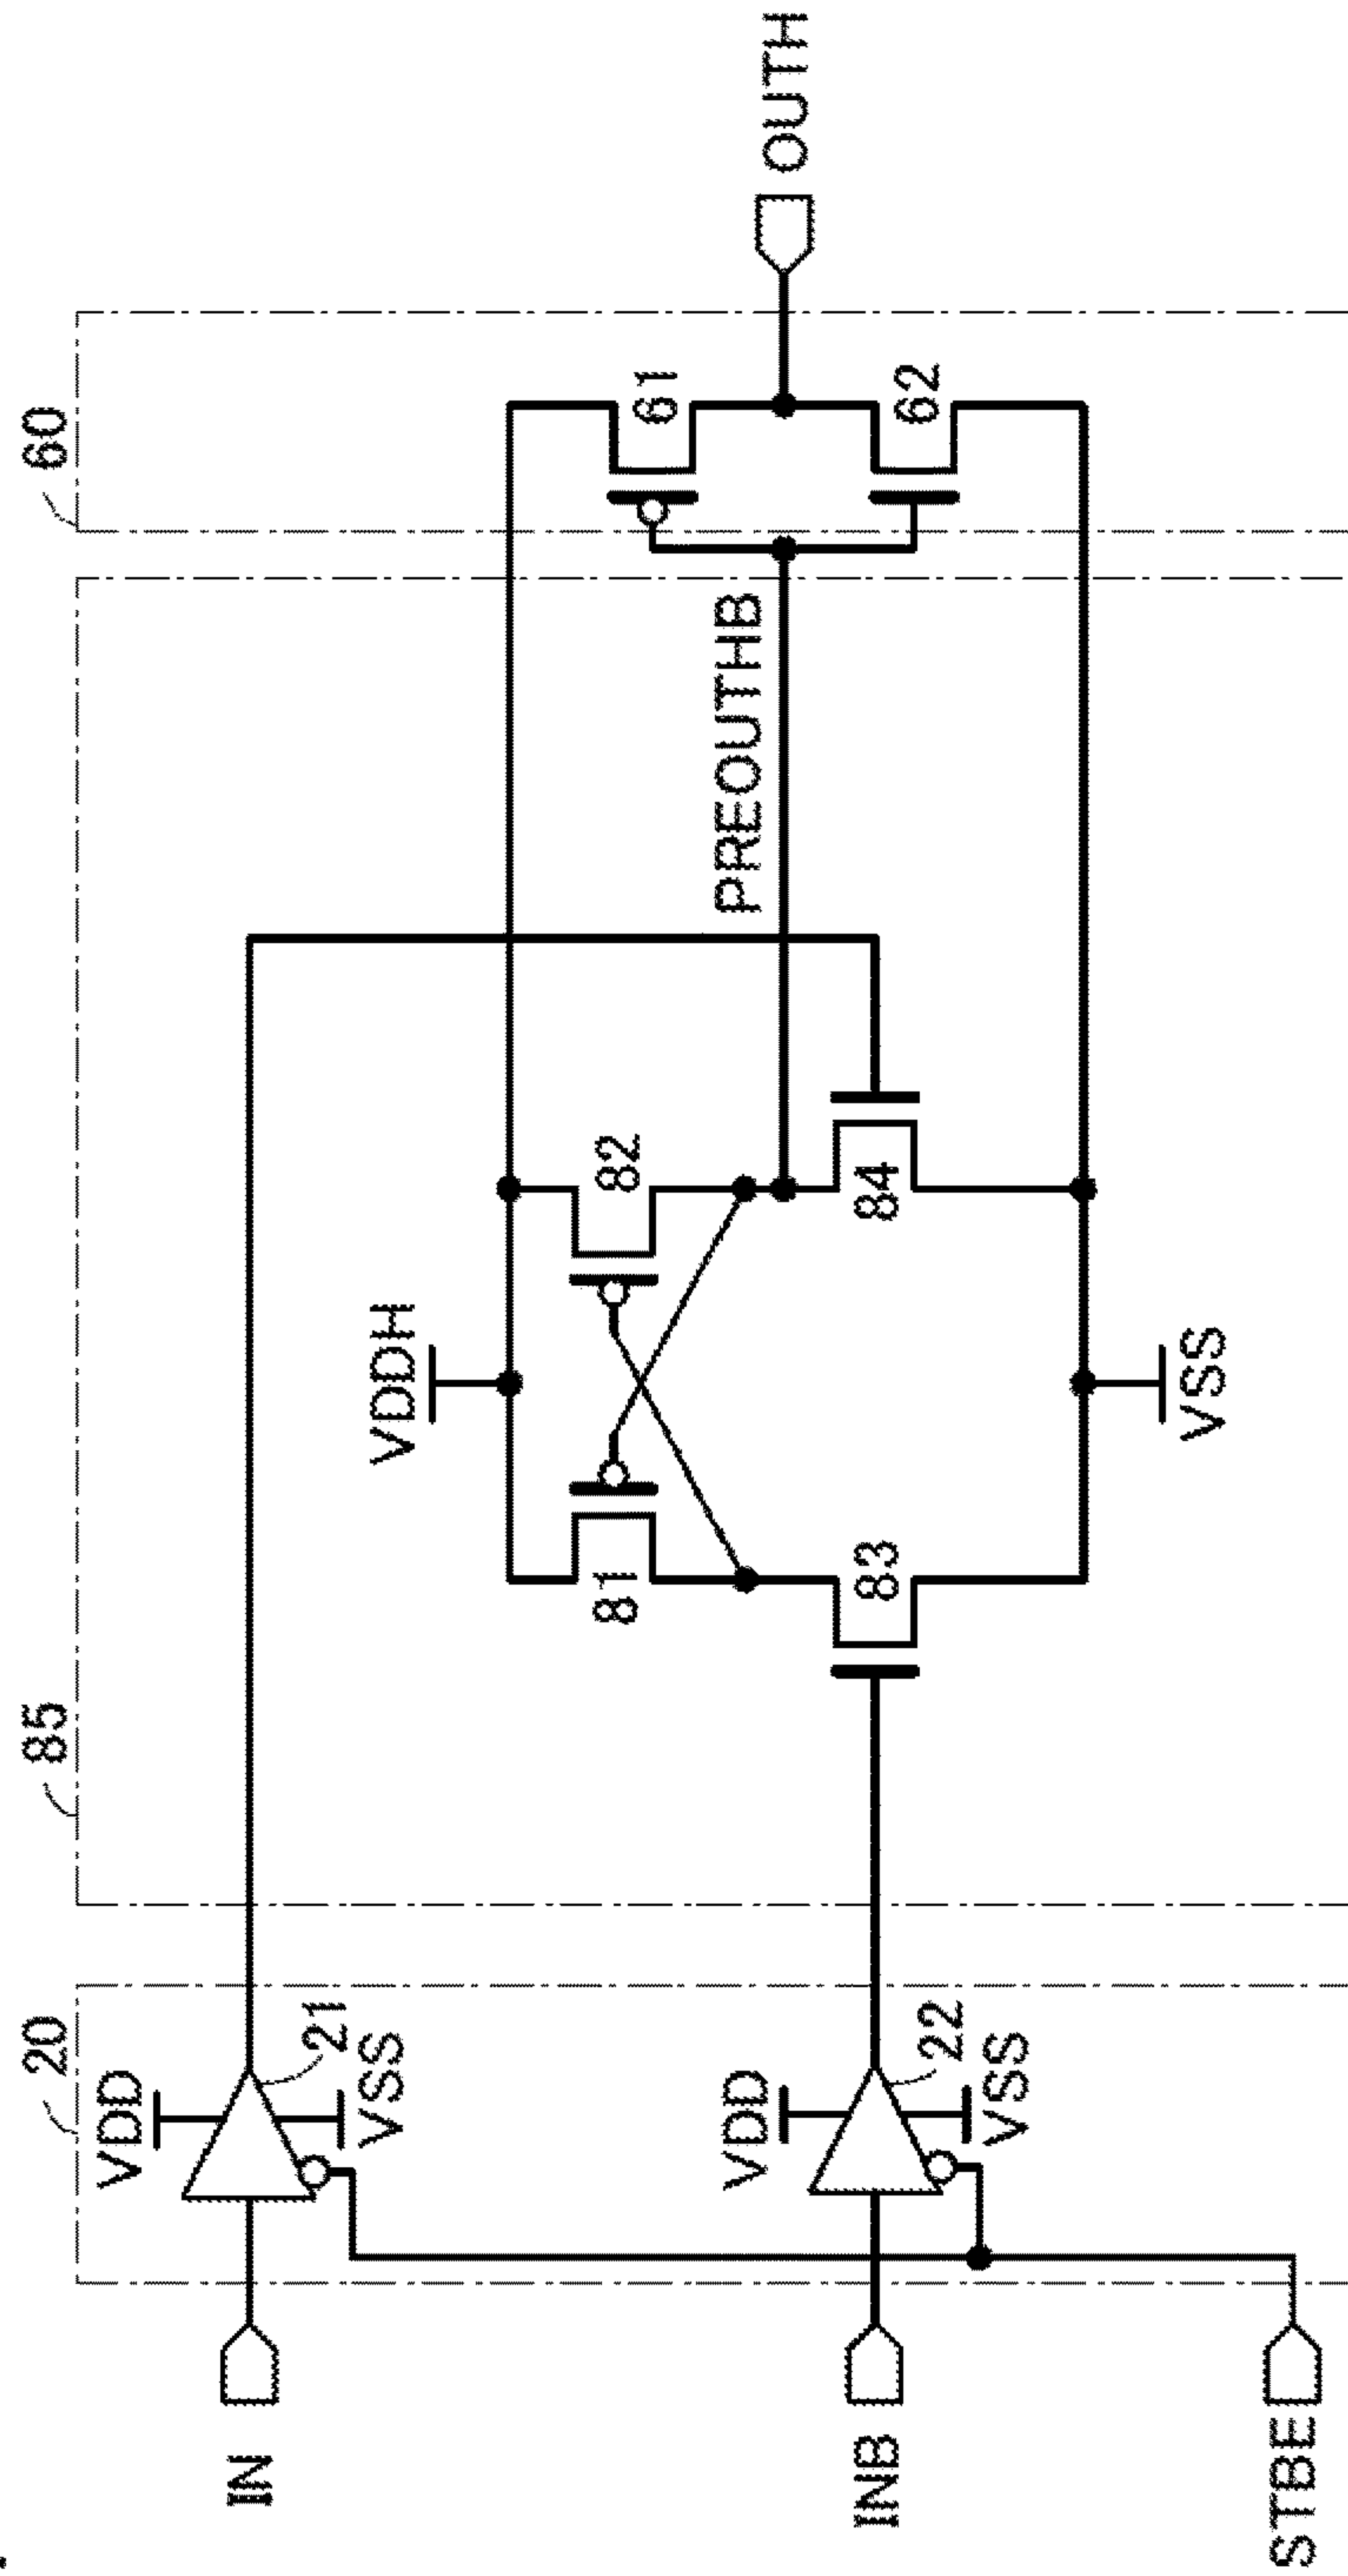 20
85
60
VDD
21
VSS
IN
VDDH
81
82
61
OUTH
PREOUTHB
VDD
22
VSS
INB
83
84
62
VSS
STBE